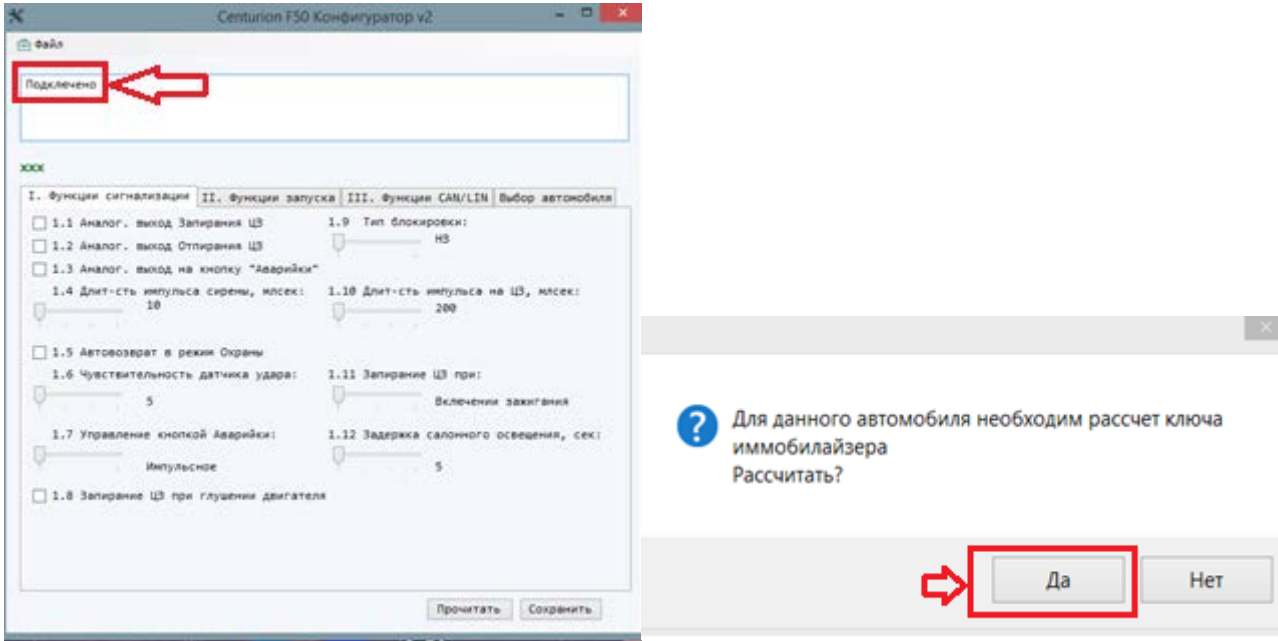 Centurion F50 Конфигуратор v2
Файл
Подключено
xxx
I. Функции сигнализации II. Функции запуска III. Функции CAN/LIN Выбор автомобиля
1.1 Аналог. выход Запирания ЦЗ
1.2 Аналог. выход Отпирания ЦЗ
1.3 Аналог. выход на кнопку "Аварийки"
1.4 Длит-сть импульса сирены, млсек:
10
1.5 Автовозврат в режим Охраны
1.6 Чувствительность датчика удара:
5
1.7 Управление кнопкой Аварийки:
Импульсное
1.8 Запирание ЦЗ при глушении двигателя
1.9 Тип блокировки:
НЗ
1.10 Длит-сть импульса на ЦЗ, млсек:
200
1.11 Запирание ЦЗ при:
Включении зажигания
1.12 Задержка салонного освещения, сек:
5
Прочитать Сохранить
Для данного автомобиля необходим рассчет ключа
иммобилайзера
Рассчитать?
Да Нет